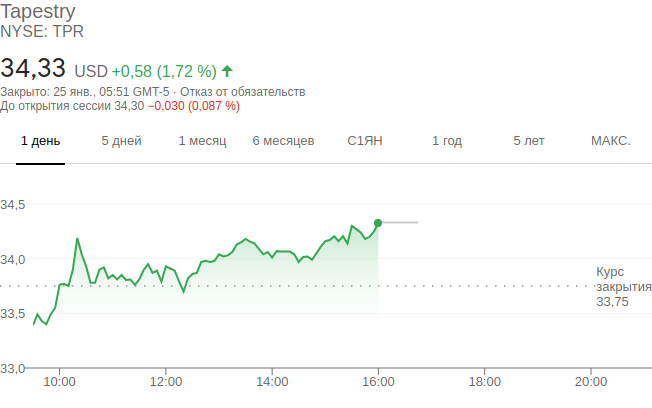 Tapestry
NYSE: TPR
34,33 USD +0,58 (1,72 %)
Закрыто: 25 янв., 05:51 GMT-5 · Отказ от обязательств
До открытия сессии 34,30 −0,030 (0,087 %)
1 день 5 дней 1 месяц 6 месяцев С1ЯН 1 год 5 лет МАКС.
34,5
34,0
Курс
закрытия
33,75
33,5
33,0
10:00 12:00 14:00 16:00 18:00 20:00